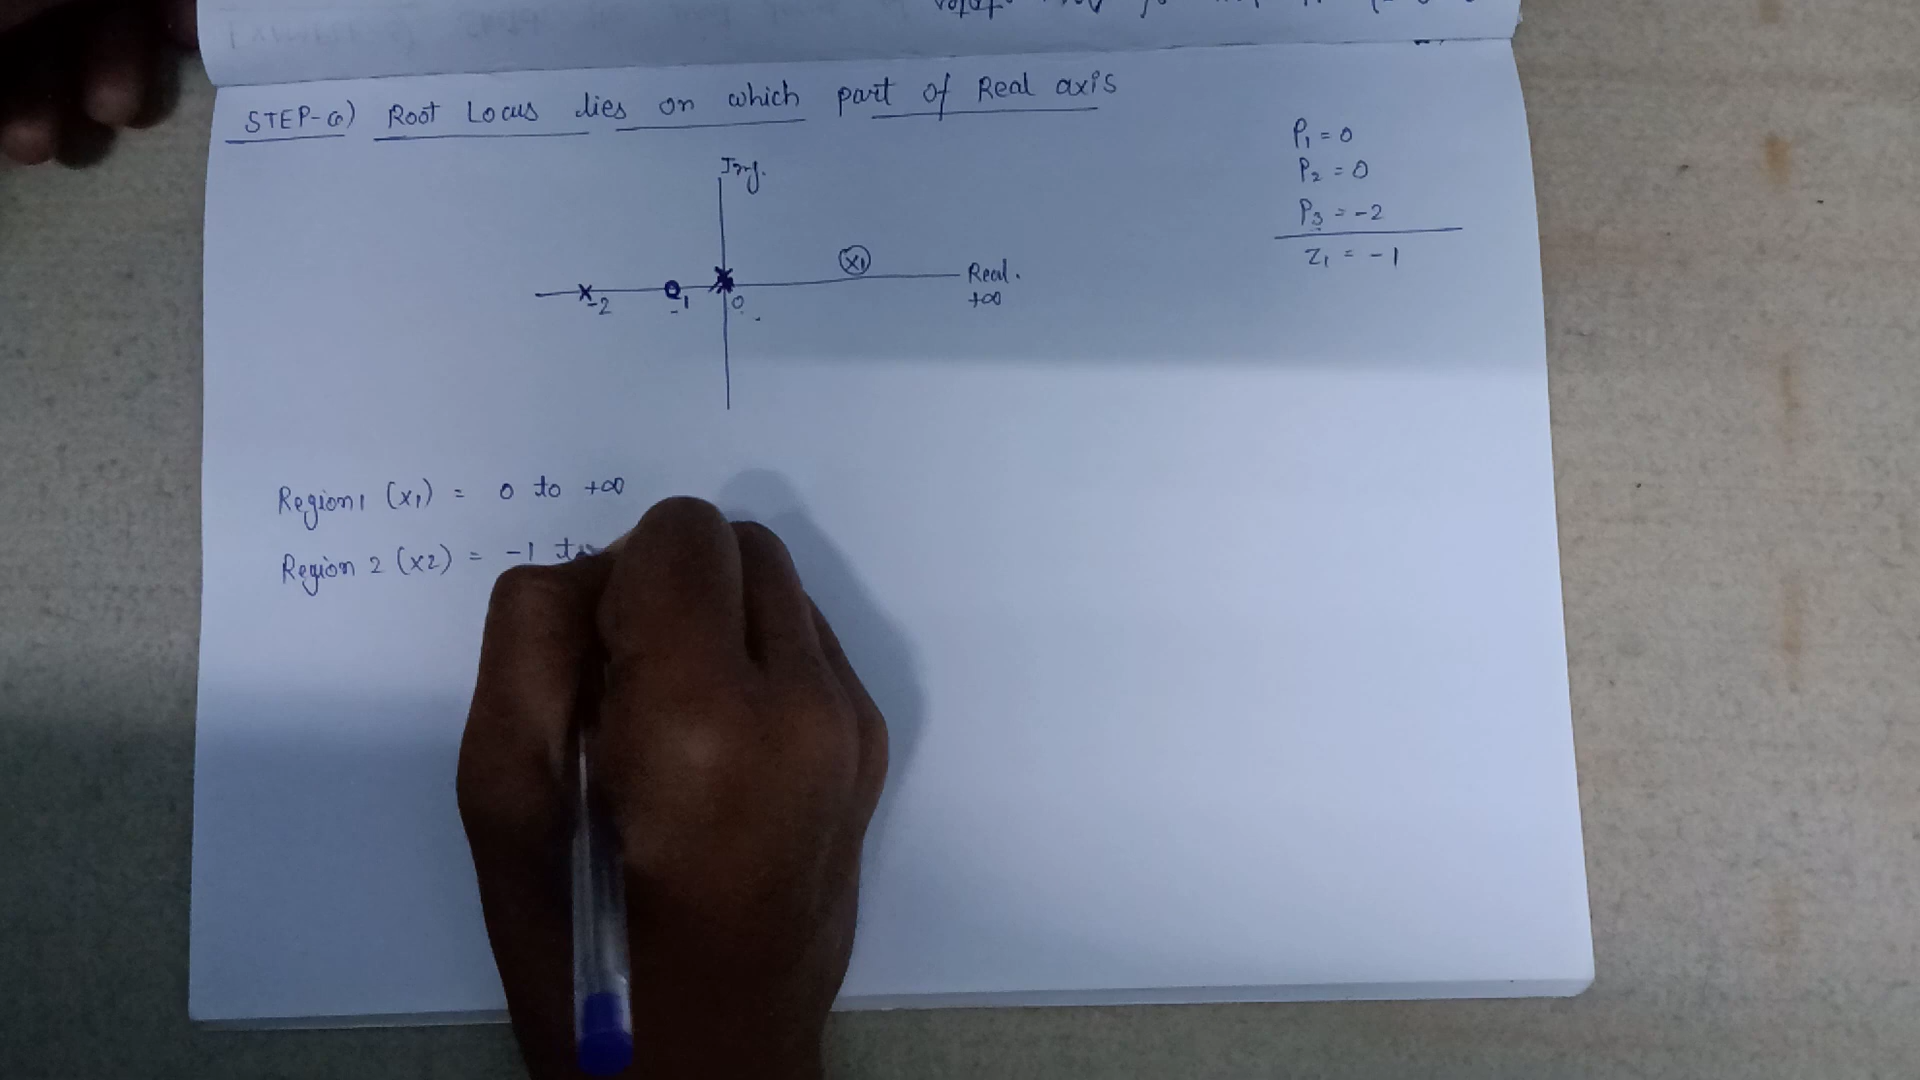 STEP-6) Root Locus lies on which part of Real axis
Img.
P1 = 0
P2 = 0
P3 = -2
Z1 = -1
X1
Real.
+∞
-2
-1
0
Region1 (X1) = 0 to +∞
Region 2 (X2) = -1 to